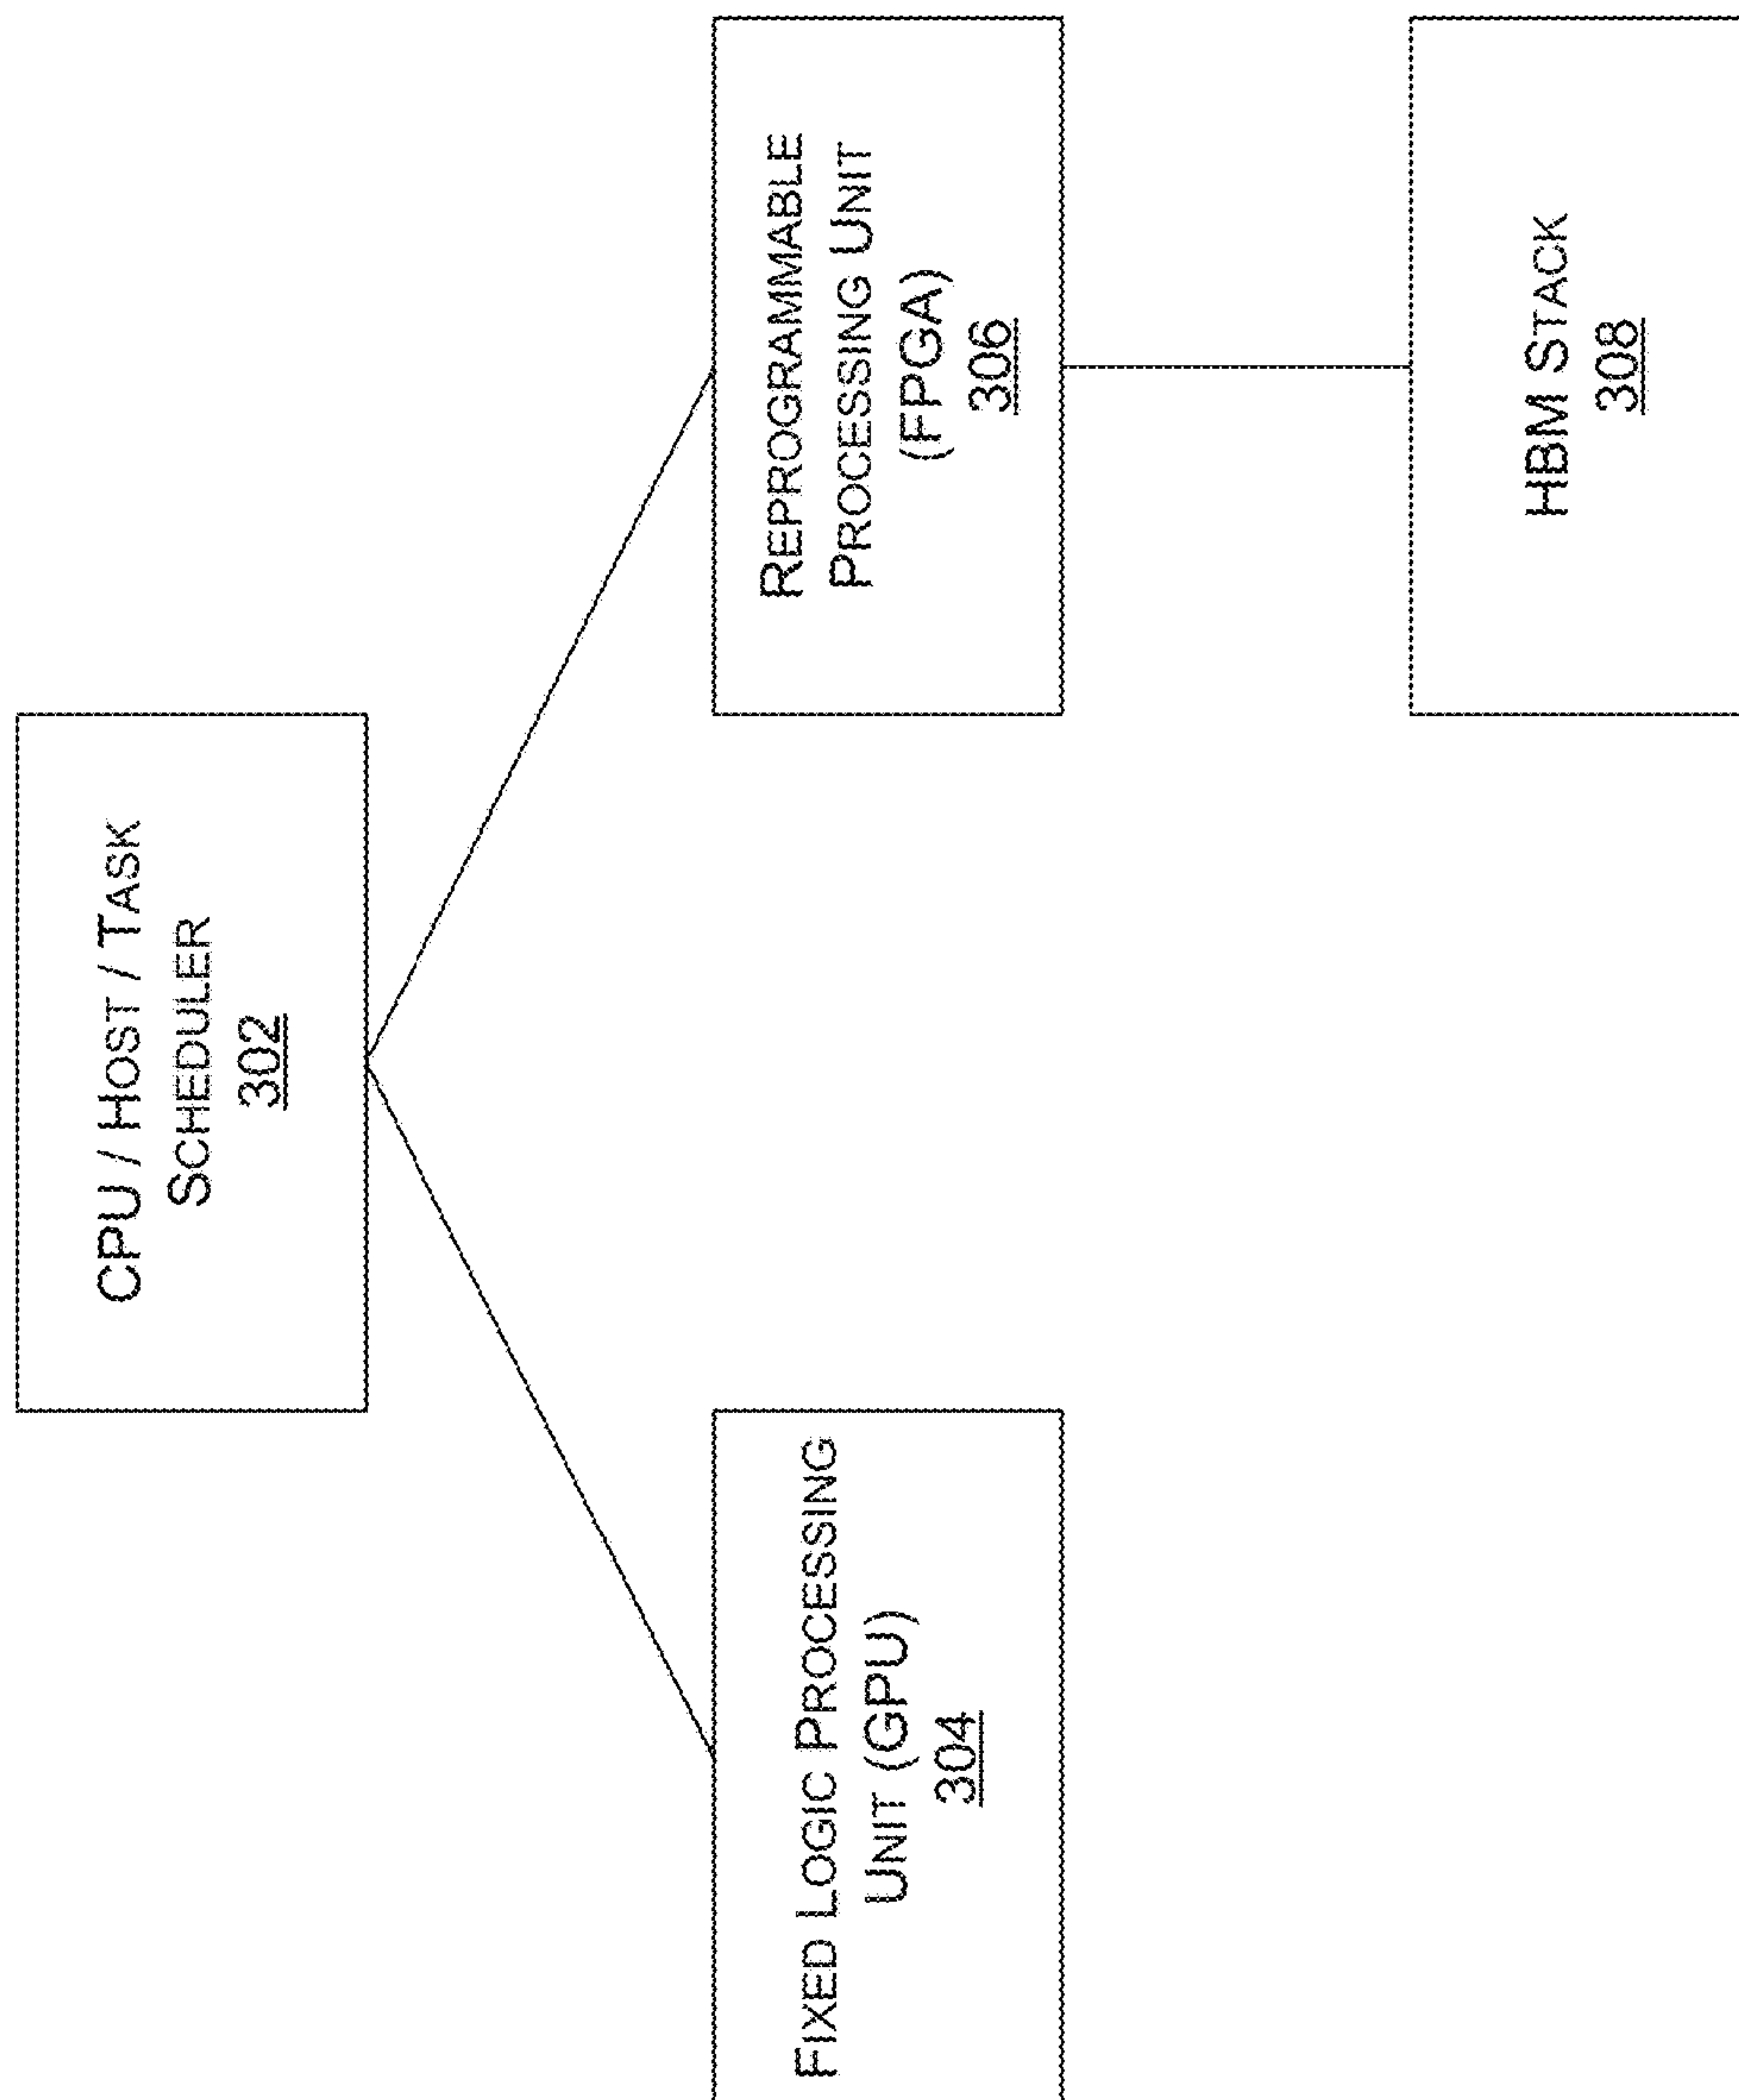 CPU / HOST / TASK
SCHEDULER
302
FIXED LOGIC PROCESSING
UNIT (GPU)
304
REPROGRAMMABLE
PROCESSING UNIT
(FPGA)
306
HBM STACK
308